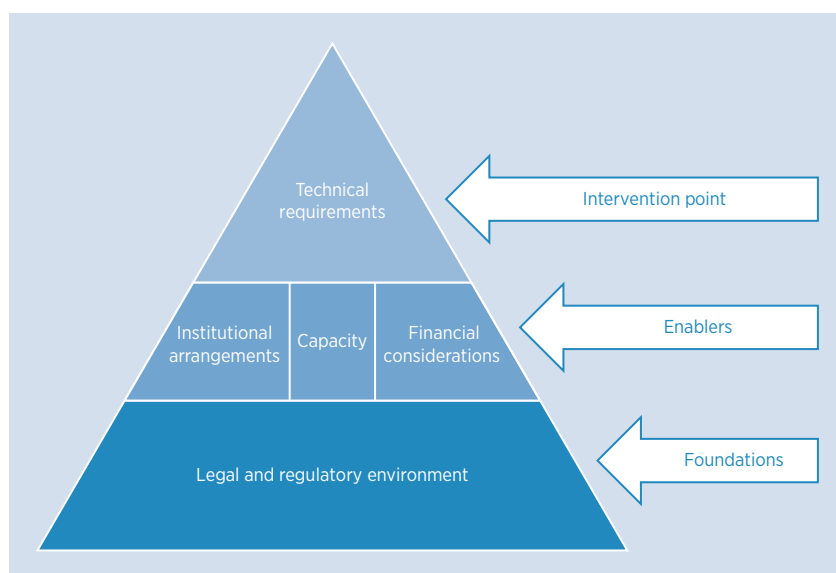 Technical
requirements
Intervention point
Institutional
arrangements
Capacity
Financial
considerations
Enablers
Legal and regulatory environment
Foundations